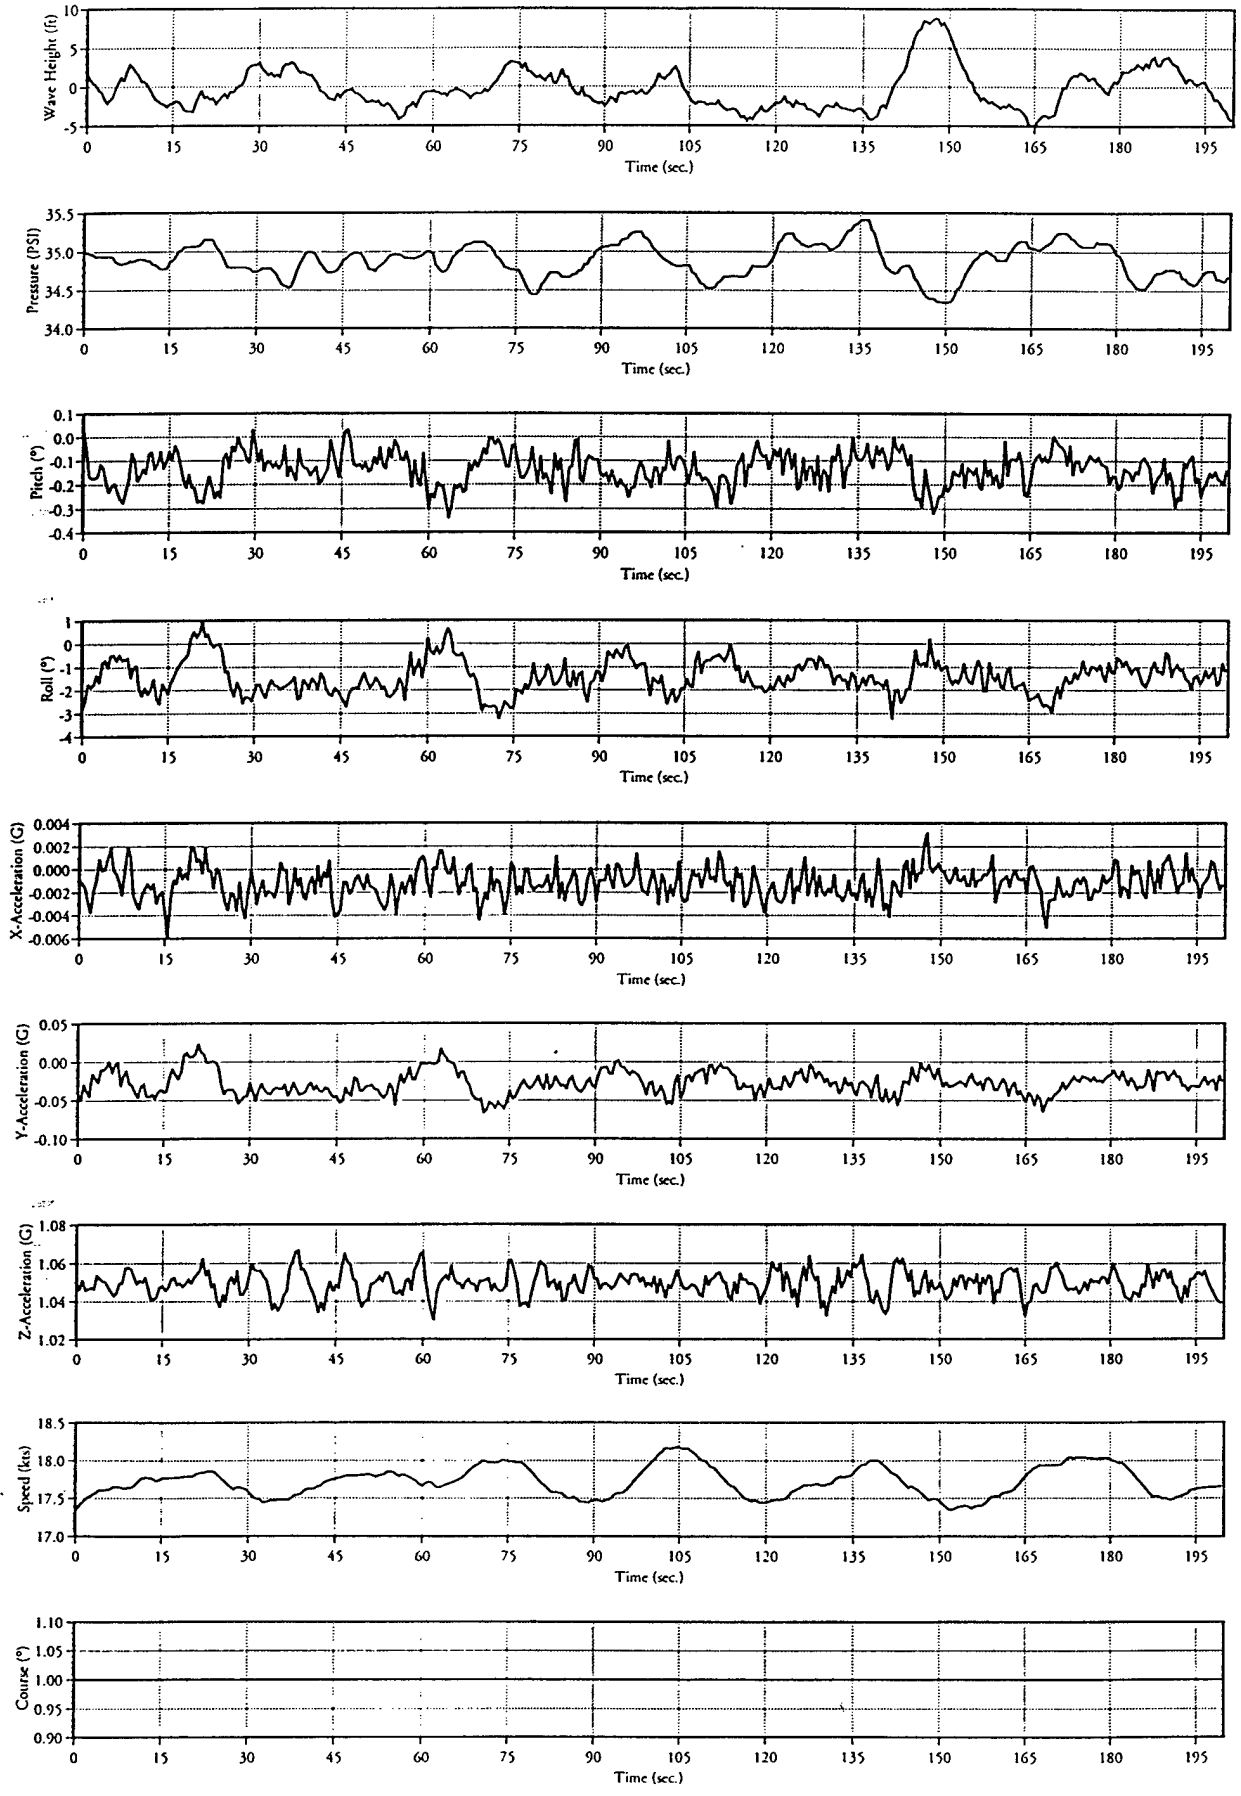 Wave Height (ft)
10
5
0
-5
0 15 30 45 60 75 90 105 120 135 150 165 180 195
Time (sec.)
Pressure (PSI)
35.5
35.0
34.5
34.0
0 15 30 45 60 75 90 105 120 135 150 165 180 195
Time (sec.)
Pitch (°)
0.1
0.0
-0.1
-0.2
-0.3
-0.4
0 15 30 45 60 75 90 105 120 135 150 165 180 195
Time (sec.)
Roll (°)
1
0
-1
-2
-3
-4
0 15 30 45 60 75 90 105 120 135 150 165 180 195
Time (sec.)
X-Acceleration (G)
0.004
0.002
0.000
-0.002
-0.004
-0.006
0 15 30 45 60 75 90 105 120 135 150 165 180 195
Time (sec.)
Y-Acceleration (G)
0.05
0.00
-0.05
-0.10
0 15 30 45 60 75 90 105 120 135 150 165 180 195
Time (sec.)
Z-Acceleration (G)
1.08
1.06
1.04
1.02
0 15 30 45 60 75 90 105 120 135 150 165 180 195
Time (sec.)
Speed (kts)
18.5
18.0
17.5
17.0
0 15 30 45 60 75 90 105 120 135 150 165 180 195
Time (sec.)
Course (°)
1.10
1.05
1.00
0.95
0.90
0 15 30 45 60 75 90 105 120 135 150 165 180 195
Time (sec.)